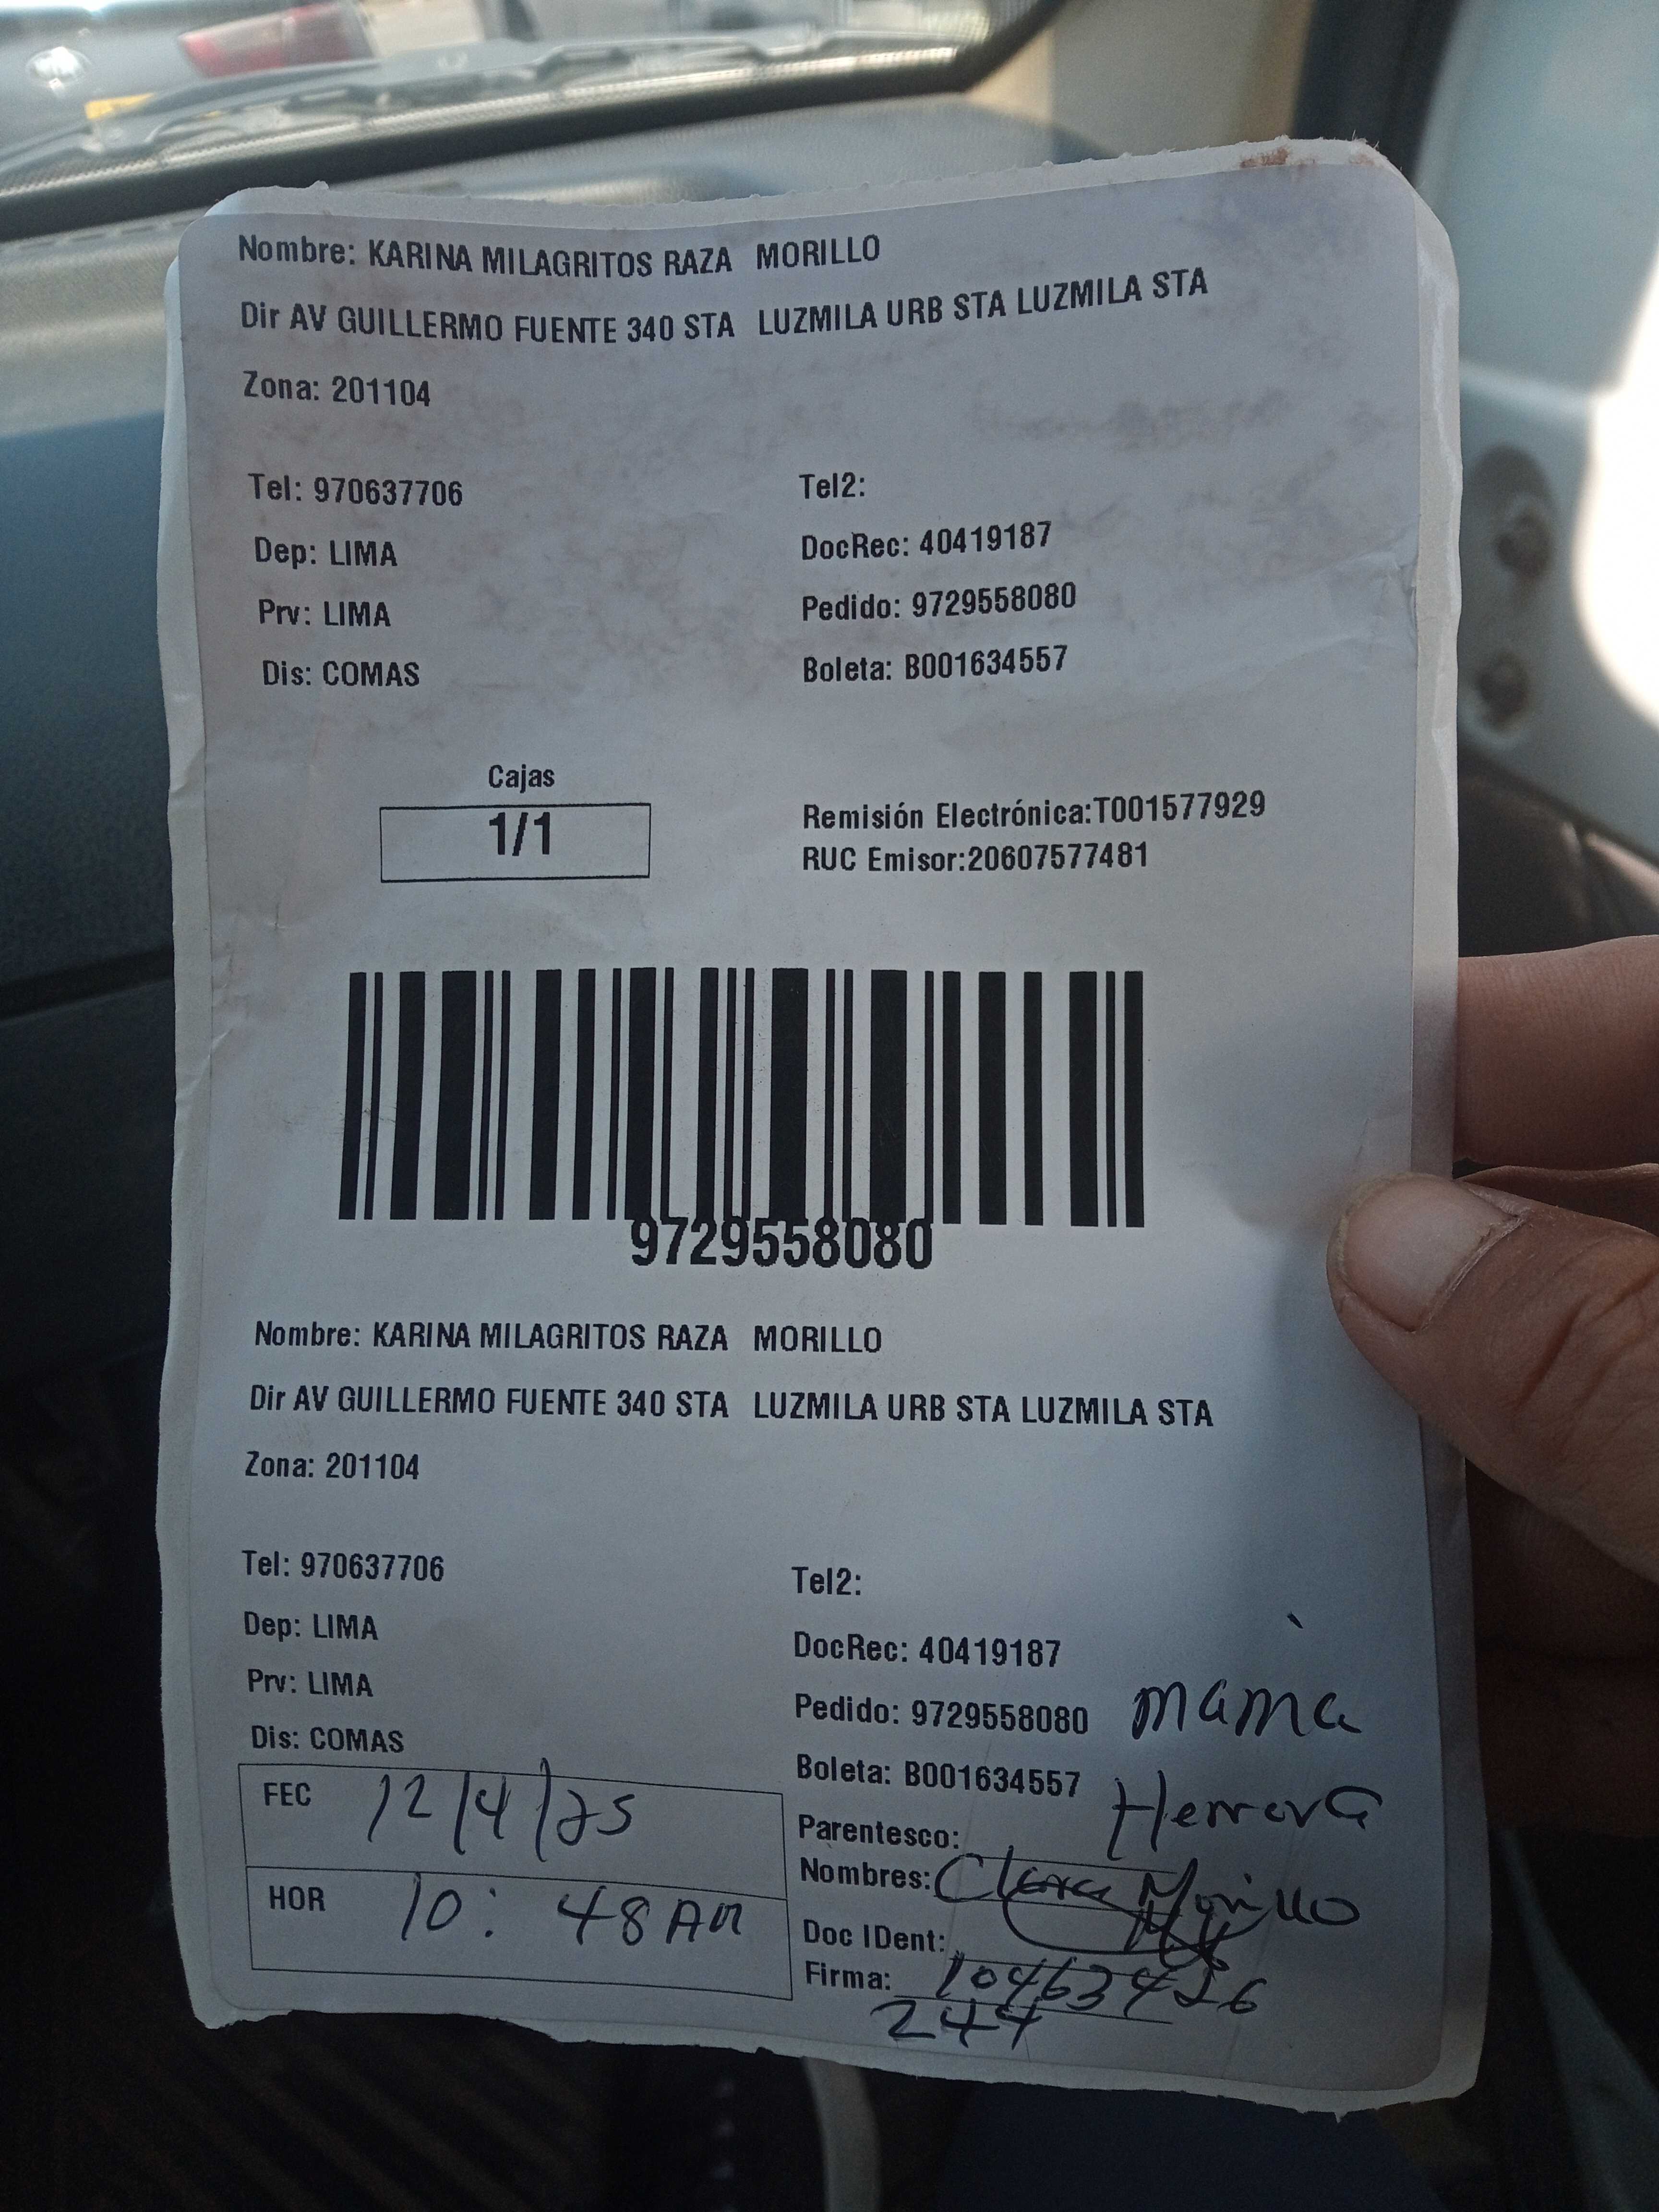 Nombre: KARINA MILAGRITOS RAZA MORILLO
Dir AV GUILLERMO FUENTE 340 STA LUZMILA URB STA LUZMILA STA
Zona: 201104
Tel: 970637706 Tel2:
Dep: LIMA DocRec: 40419187
Prv: LIMA Pedido: 9729558080
Dis: COMAS Boleta: B001634557
Cajas
1/1
Remisión Electrónica:T001577929
RUC Emisor:20607577481
9729558080
Nombre: KARINA MILAGRITOS RAZA MORILLO
Dir AV GUILLERMO FUENTE 340 STA LUZMILA URB STA LUZMILA STA
Zona: 201104
Tel: 970637706 Tel2:
Dep: LIMA DocRec: 40419187
Prv: LIMA Pedido: 9729558080 mamà
Dis: COMAS Boleta: B001634557
FEC 12/4/25
HOR 10:48 AM
Parentesco:
Nombres: Morillo
Doc IDent:
Firma:
244